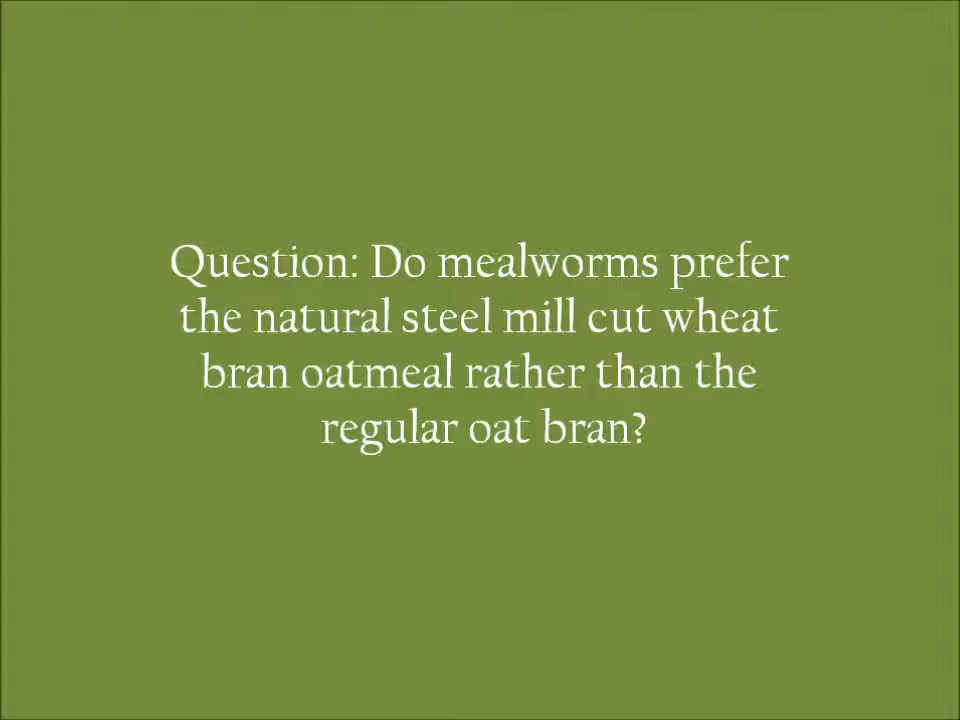 Question: Do mealworms prefer
the natural steel mill cut wheat
bran oatmeal rather than the
regular oat bran?